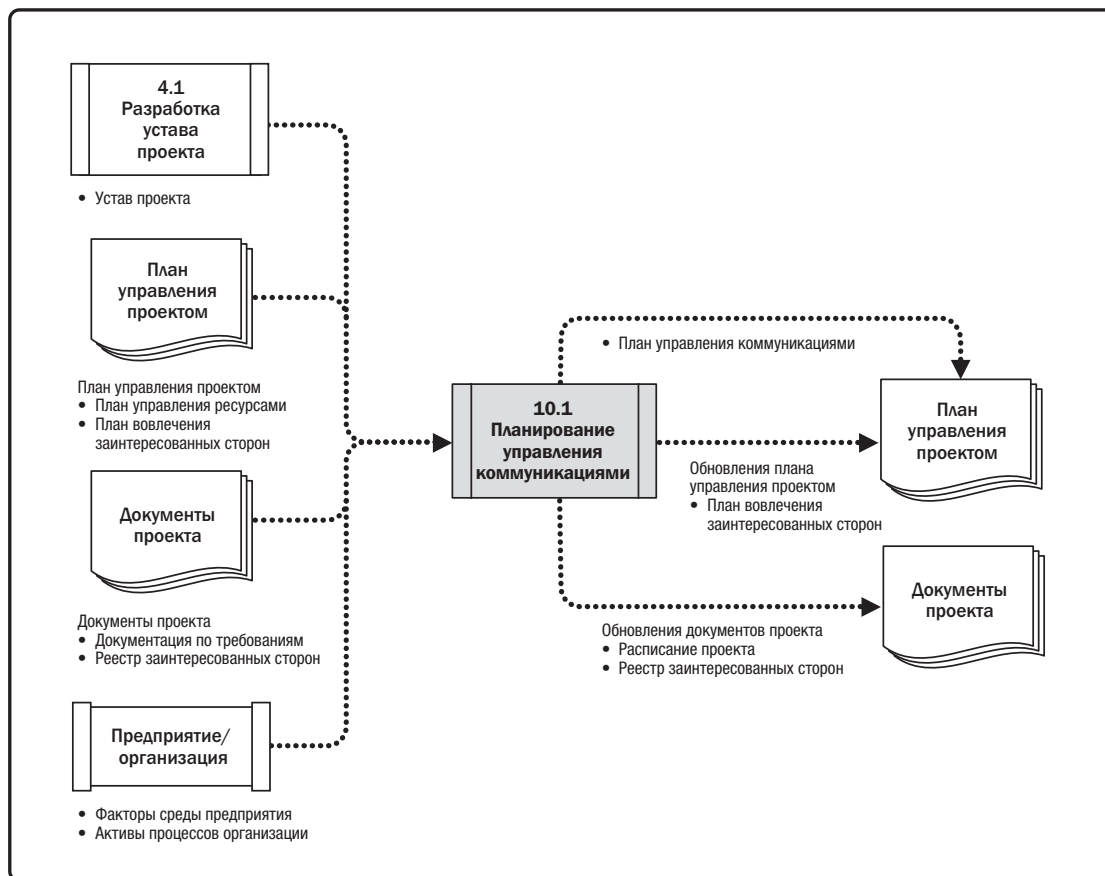 4.1
Разработка
устава
проекта
• Устав проекта
План
управления
проектом
План управления проектом
• План управления ресурсами
• План вовлечения
заинтересованных сторон
Документы
проекта
Документы проекта
• Документация по требованиям
• Реестр заинтересованных сторон
Предприятие/
организация
• Факторы среды предприятия
• Активы процессов организации
10.1
Планирование
управления
коммуникациями
• План управления коммуникациями
План
управления
проектом
Обновления плана
управления проектом
• План вовлечения
заинтересованных сторон
Документы
проекта
Обновления документов проекта
• Расписание проекта
• Реестр заинтересованных сторон